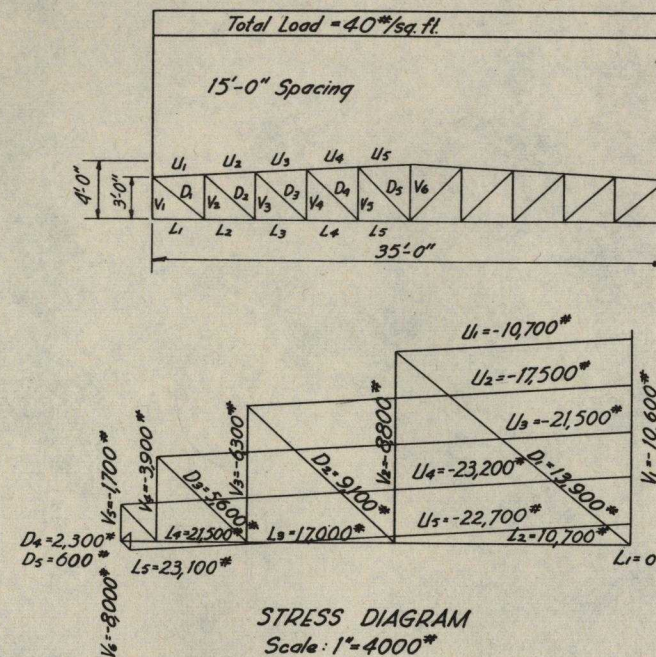 Total Load = 40#/sq. ft.
15'-0" Spacing
U1 U2 U3 U4 U5
4'-0"
3'-0"
V1 D1 V2 D2 V3 D3 V4 D4 V5 D5 V6
L1 L2 L3 L4 L5
35'-0"
U1=-10,700#
U2=-17,500#
U3=-21,500#
U4=-23,200#
U5=-22,700#
V1=-10,600#
V2=-8800#
V3=-6300#
V4=-3,900#
V5=-1,700#
D1=13,900#
D2=9,100#
D3=5,600#
D4=2,300#
D5=600#
L4=21,500#
L3=17,000#
L2=10,700#
L1=0
L5=23,100#
V6=-8000#
STRESS DIAGRAM
Scale: 1"=4000#